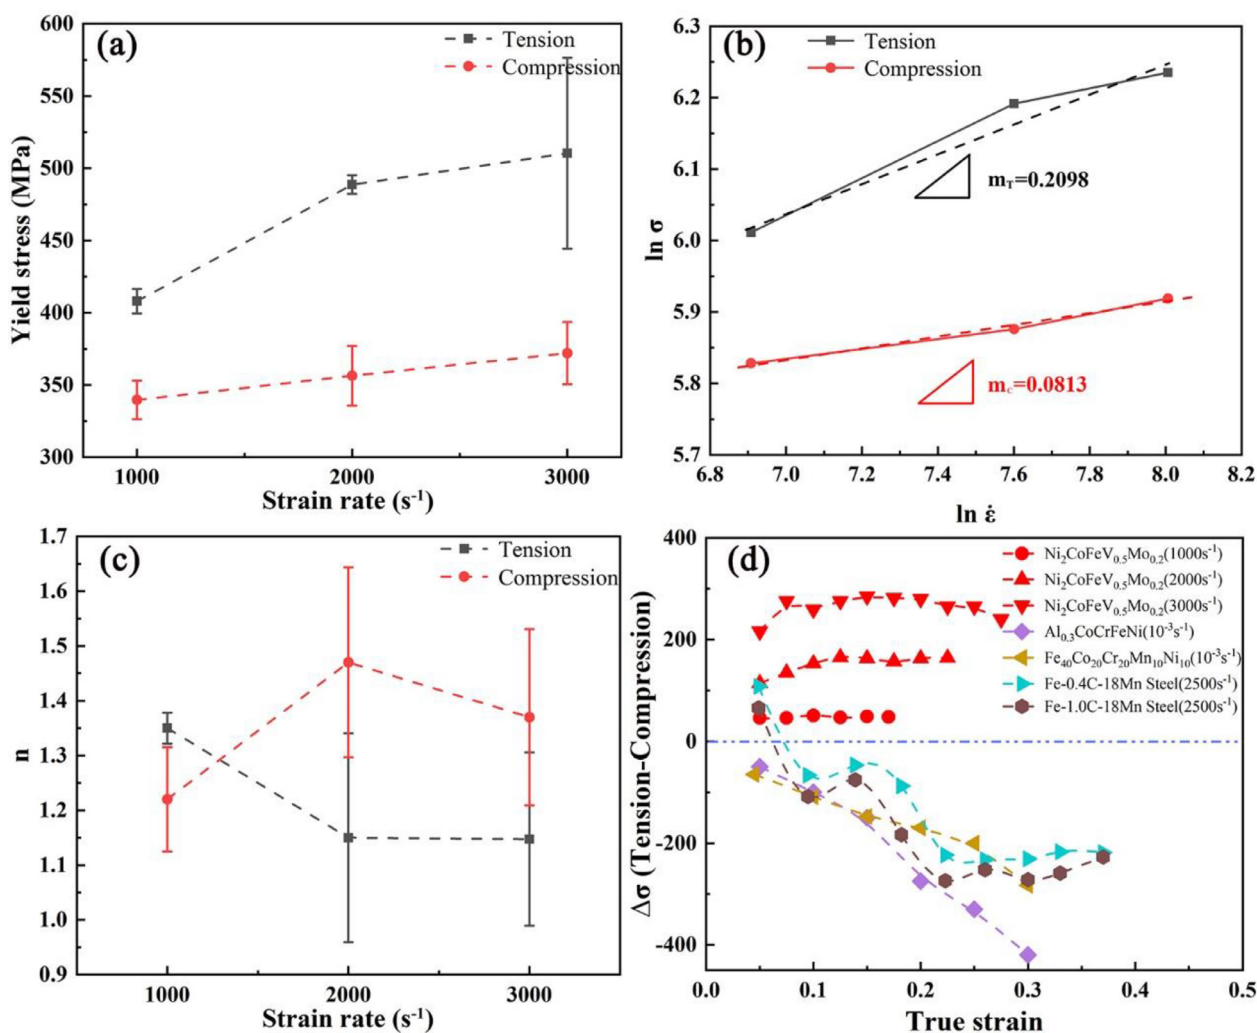 (a)
Tension
Compression
600
550
500
450
400
350
300
Yield stress (MPa)
1000
2000
3000
Strain rate (s⁻¹)
(b)
Tension
Compression
6.3
6.2
6.1
6.0
5.9
5.8
5.7
ln σ
m_T=0.2098
m_c=0.0813
6.8
7.0
7.2
7.4
7.6
7.8
8.0
8.2
ln ε̇
(c)
Tension
Compression
1.7
1.6
1.5
1.4
1.3
1.2
1.1
1.0
0.9
n
1000
2000
3000
Strain rate (s⁻¹)
(d)
Ni₂CoFeV₀.₅Mo₀.₂(1000s⁻¹)
Ni₂CoFeV₀.₅Mo₀.₂(2000s⁻¹)
Ni₂CoFeV₀.₅Mo₀.₂(3000s⁻¹)
Al₀.₃CoCrFeNi(10⁻³s⁻¹)
Fe₄₀Co₂₀Cr₂₀Mn₁₀Ni₁₀(10⁻³s⁻¹)
Fe-0.4C-18Mn Steel(2500s⁻¹)
Fe-1.0C-18Mn Steel(2500s⁻¹)
400
200
0
-200
-400
Δσ (Tension-Compression)
0.0
0.1
0.2
0.3
0.4
0.5
True strain